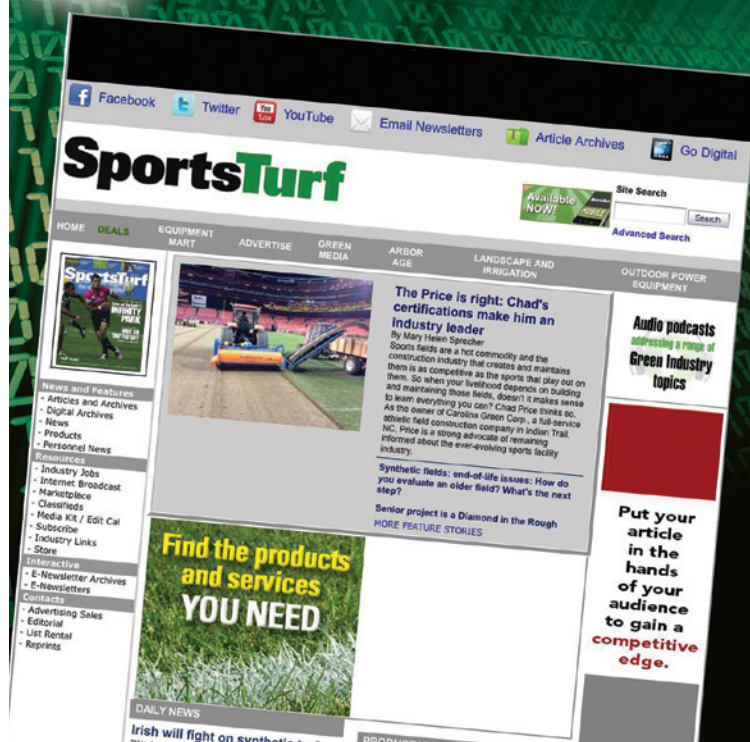 Facebook
Twitter
YouTube
Email Newsletters
Article Archives
Go Digital
SportsTurf
Available
NOW!
Site Search
Search
Advanced Search
HOME
DEALS
EQUIPMENT
MART
ADVERTISE
GREEN
MEDIA
ARBOR
AGE
LANDSCAPE AND
IRRIGATION
OUTDOOR POWER
EQUIPMENT
SportsTurf
INFINITY
PARK
News and Features
- Articles and Archives
- Digital Archives
- News
- Products
- Personnel News
Resources
- Industry Jobs
- Internet Broadcast
- Marketplace
- Classifieds
- Media Kit / Edit Cal
- Subscribe
- Industry Links
- Store
Interactive
- E-Newsletter Archives
- E-Newsletters
Contacts
- Advertising Sales
- Editorial
- List Rental
- Reprints
The Price is right: Chad's
certifications make him an
industry leader
By Mary Helen Sprecher
Sports fields are a hot commodity and the
construction industry that creates and maintains
them is as competitive as the sports that play out on
them. So when your livelihood depends on building
and maintaining those fields, doesn't it makes sense
to learn everything you can? Chad Price thinks so.
As the owner of Carolina Green Corp., a full-service
athletic field construction company in Indian Trail,
NC, Price is a strong advocate of remaining
informed about the ever-evolving sports facility
industry.
Synthetic fields: end-of-life issues: How do
you evaluate an older field? What's the next
step?
Senior project is a Diamond in the Rough
MORE FEATURE STORIES
Audio podcasts
addressing a range of
Green Industry
topics
Put your
article
in the
hands
of your
audience
to gain a
competitive
edge.
Find the products
and services
YOU NEED
DAILY NEWS
Irish will fight on synthetic